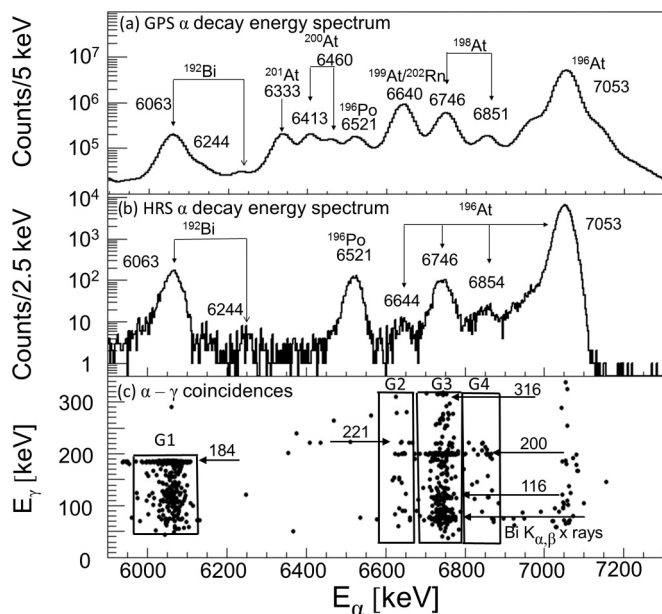 (a) GPS α decay energy spectrum
Counts/5 keV
10⁷
10⁶
10⁵
¹⁹²Bi
6063
6244
²⁰¹At
6333
²⁰⁰At
6460
6413
¹⁹⁶Po
6521
¹⁹⁹At/²⁰²Rn
6640
¹⁹⁸At
6746
6851
¹⁹⁶At
7053
(b) HRS α decay energy spectrum
Counts/2.5 keV
10⁴
10³
10²
10
1
¹⁹²Bi
6063
6244
¹⁹⁶Po
6521
¹⁹⁶At
6644
6746
6854
7053
(c) α – γ coincidences
Eγ [keV]
300
200
100
0
G1
184
221
G2
G3
G4
316
200
116
Bi Kα,β x rays
6000 6200 6400 6600 6800 7000 7200
Eα [keV]